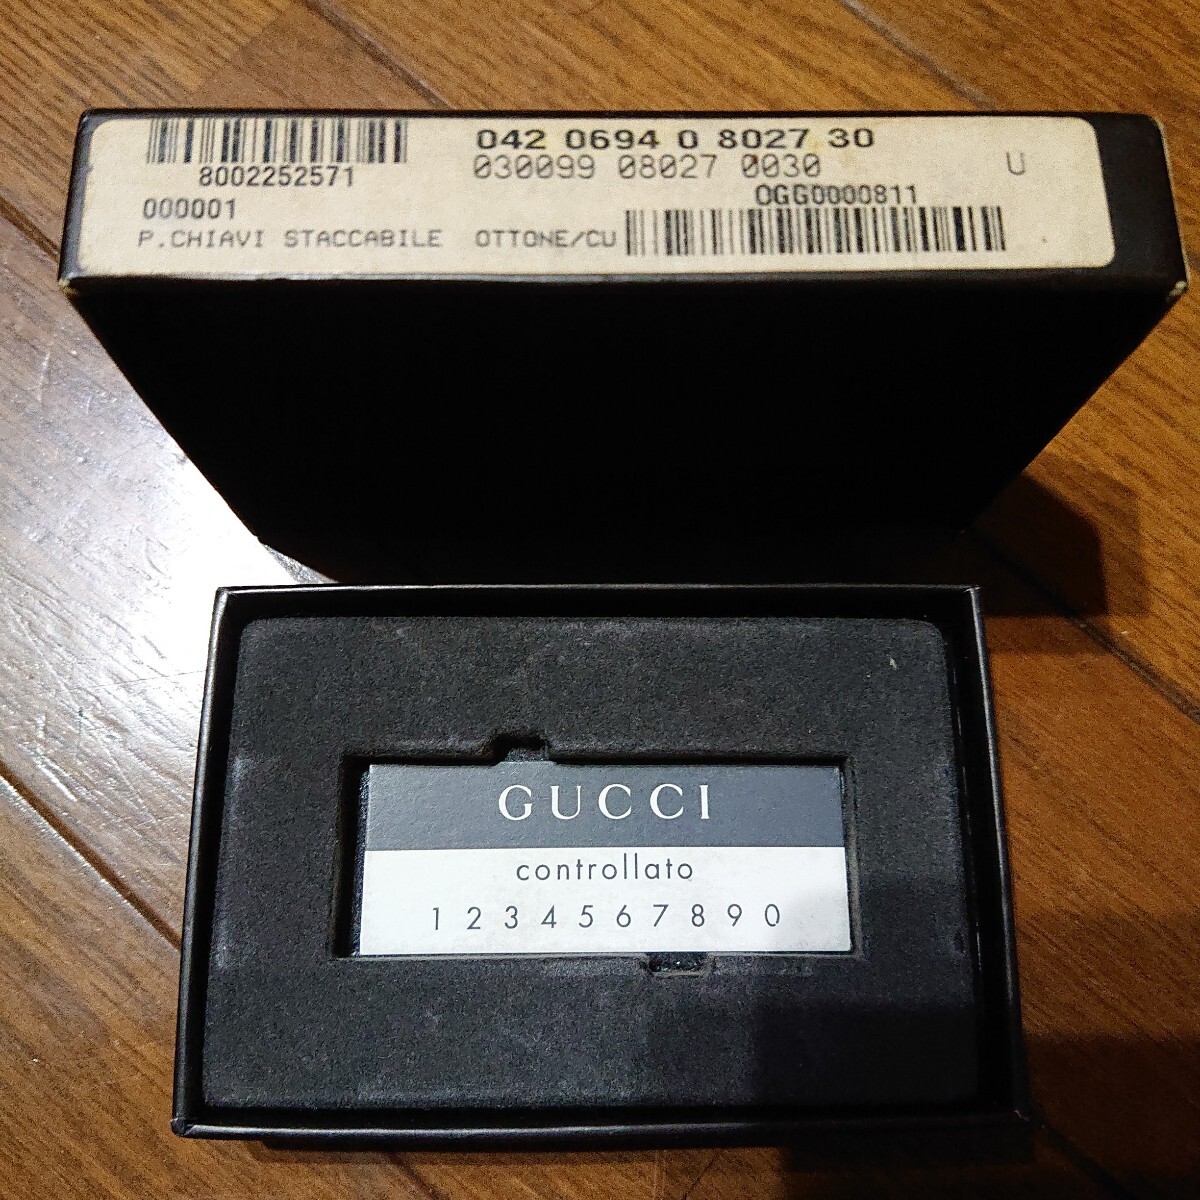 042 0694 0 8027 30
8002252571
030099 08027 0030
U
000001
OGG0000811
P.CHIAVI STACCABILE OTTONE/CU
GUCCI
controllato
1 2 3 4 5 6 7 8 9 0